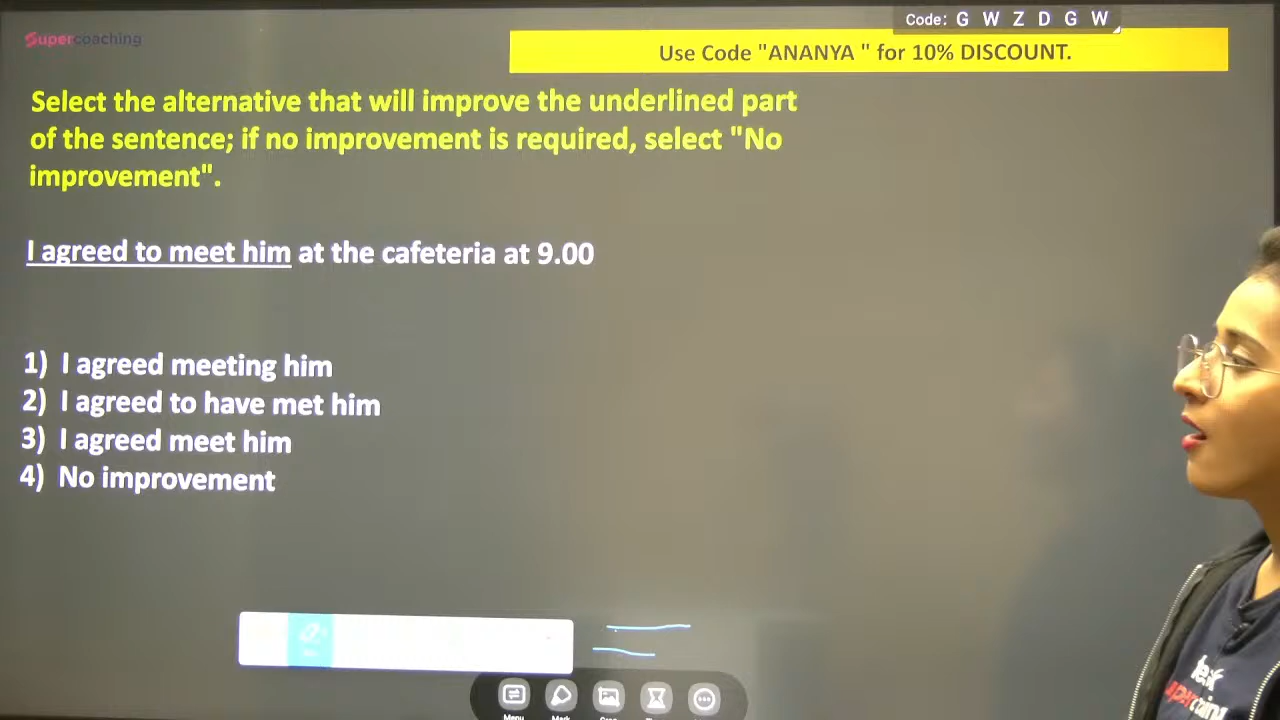 Code: G W Z D G W
Supercoaching
Use Code "ANANYA " for 10% DISCOUNT.
Select the alternative that will improve the underlined part
of the sentence; if no improvement is required, select "No
improvement".
I agreed to meet him at the cafeteria at 9.00
1) I agreed meeting him
2) I agreed to have met him
3) I agreed meet him
4) No improvement
Menu